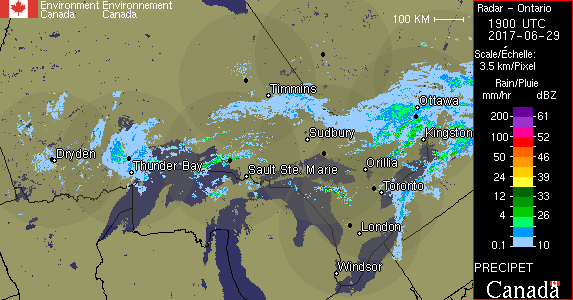 Environment Environnement
Canada Canada
100 KM
Radar - Ontario
1900 UTC
2017-06-29
Scale/Échelle:
3.5 km/Pixel
Rain/Pluie
mm/hr dBZ
200 61
100 52
50 46
24 39
12 33
4 26
0.1 10
PRECIPET
Canada
Timmins
Ottawa
Sudbury
Kingston
Dryden
Thunder Bay
Sault Ste. Marie
Orillia
Toronto
London
Windsor